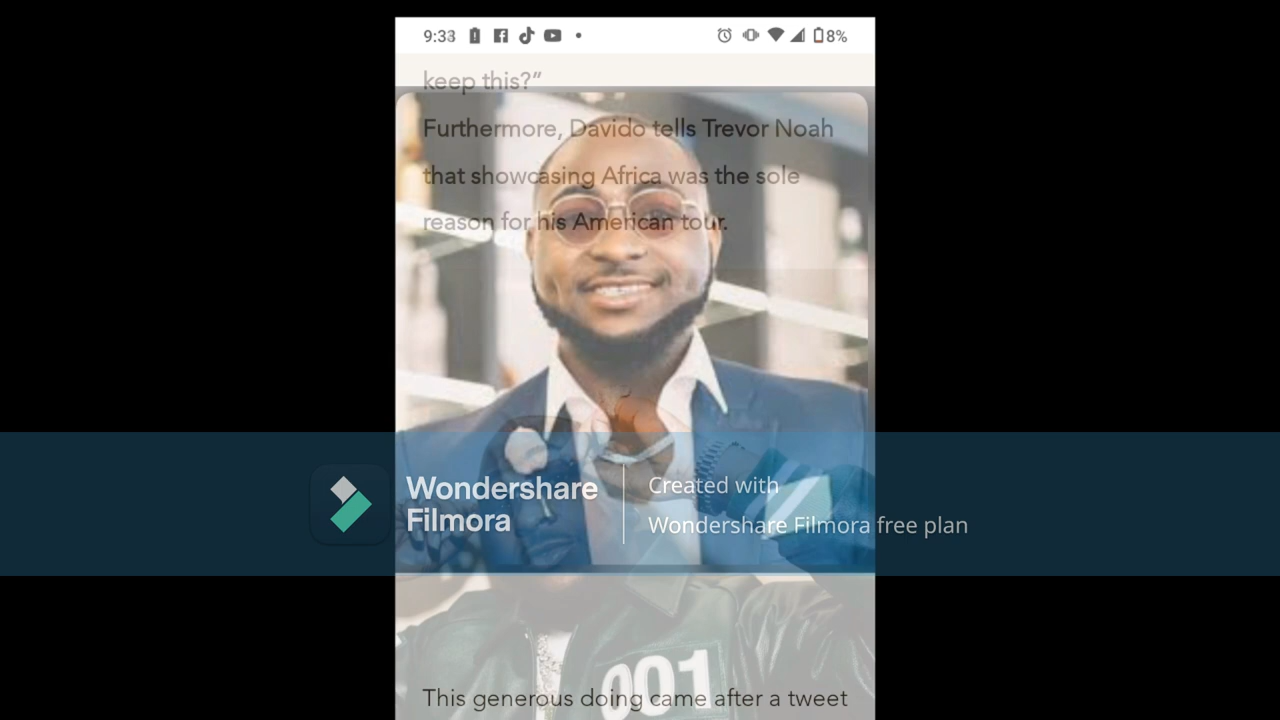 9:33
8%
keep this?”
Furthermore, Davido tells Trevor Noah
that showcasing Africa was the sole
reason for his American tour.
Wondershare
Filmora
Created with
Wondershare Filmora free plan
001
This generous doing came after a tweet